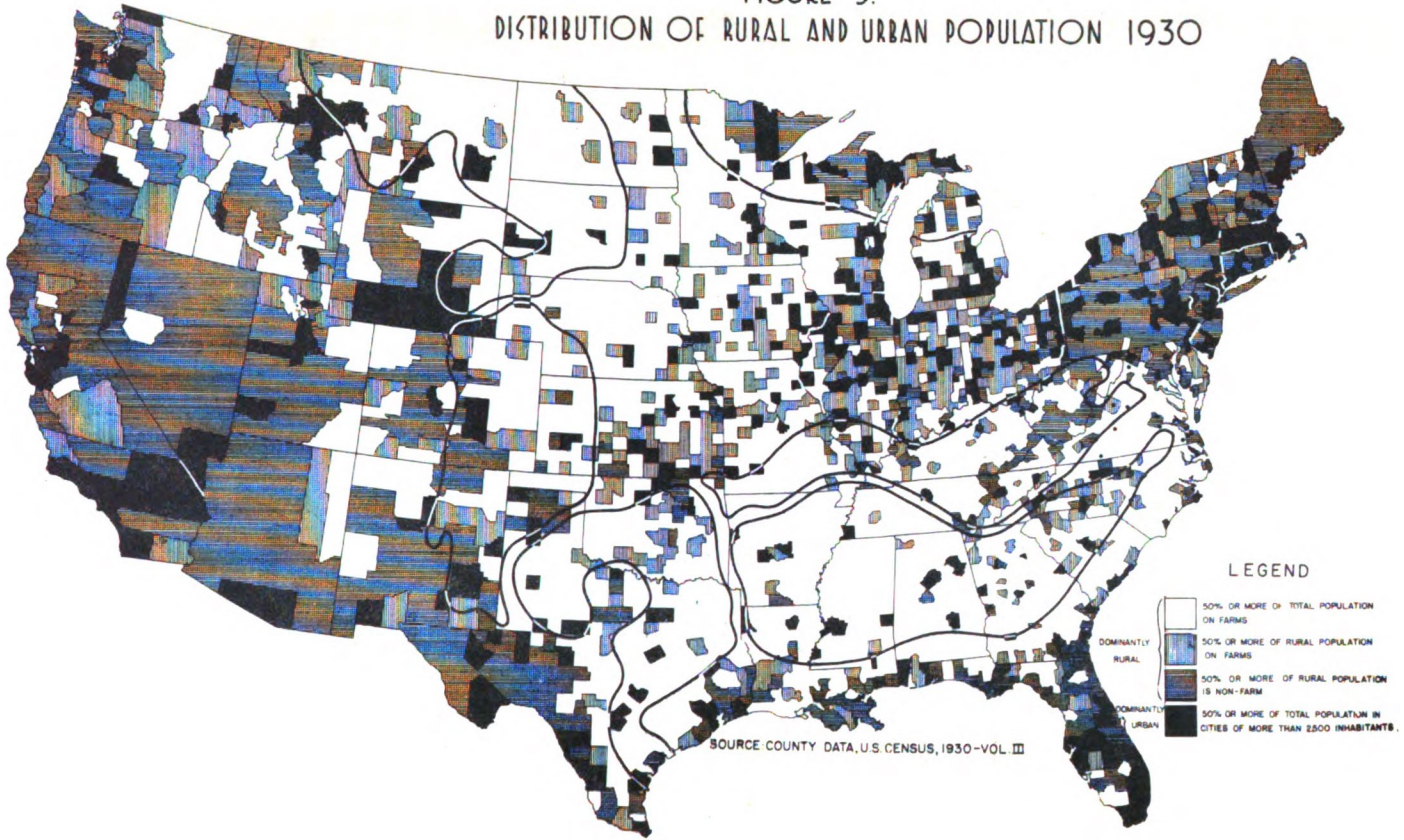 FIGURE 9.
DISTRIBUTION OF RURAL AND URBAN POPULATION 1930
LEGEND
50% OR MORE OF TOTAL POPULATION
ON FARMS
DOMINANTLY
RURAL
50% OR MORE OF RURAL POPULATION
ON FARMS
50% OR MORE OF RURAL POPULATION
IS NON-FARM
DOMINANTLY
URBAN
50% OR MORE OF TOTAL POPULATION IN
CITIES OF MORE THAN 2500 INHABITANTS.
SOURCE: COUNTY DATA, U.S. CENSUS, 1930-VOL. III